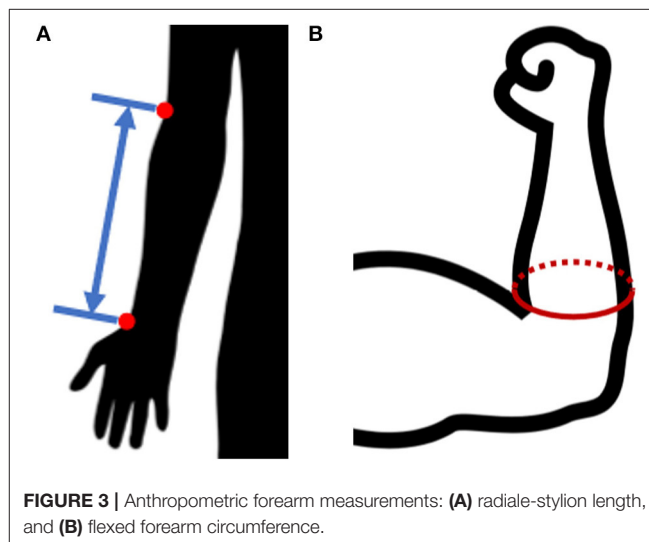 A
B
FIGURE 3 | Anthropometric forearm measurements: (A) radiale-stylion length,
and (B) flexed forearm circumference.